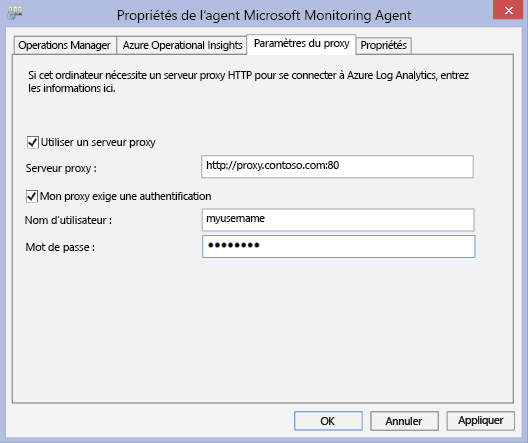 Propriétés de l'agent Microsoft Monitoring Agent
Operations Manager
Azure Operational Insights
Paramètres du proxy
Propriétés
Si cet ordinateur nécessite un serveur proxy HTTP pour se connecter à Azure Log Analytics, entrez
les informations ici.
Utiliser un serveur proxy
Serveur proxy :
http://proxy.contoso.com:80
Mon proxy exige une authentification
Nom d'utilisateur :
myusername
Mot de passe :
••••••••
OK
Annuler
Appliquer